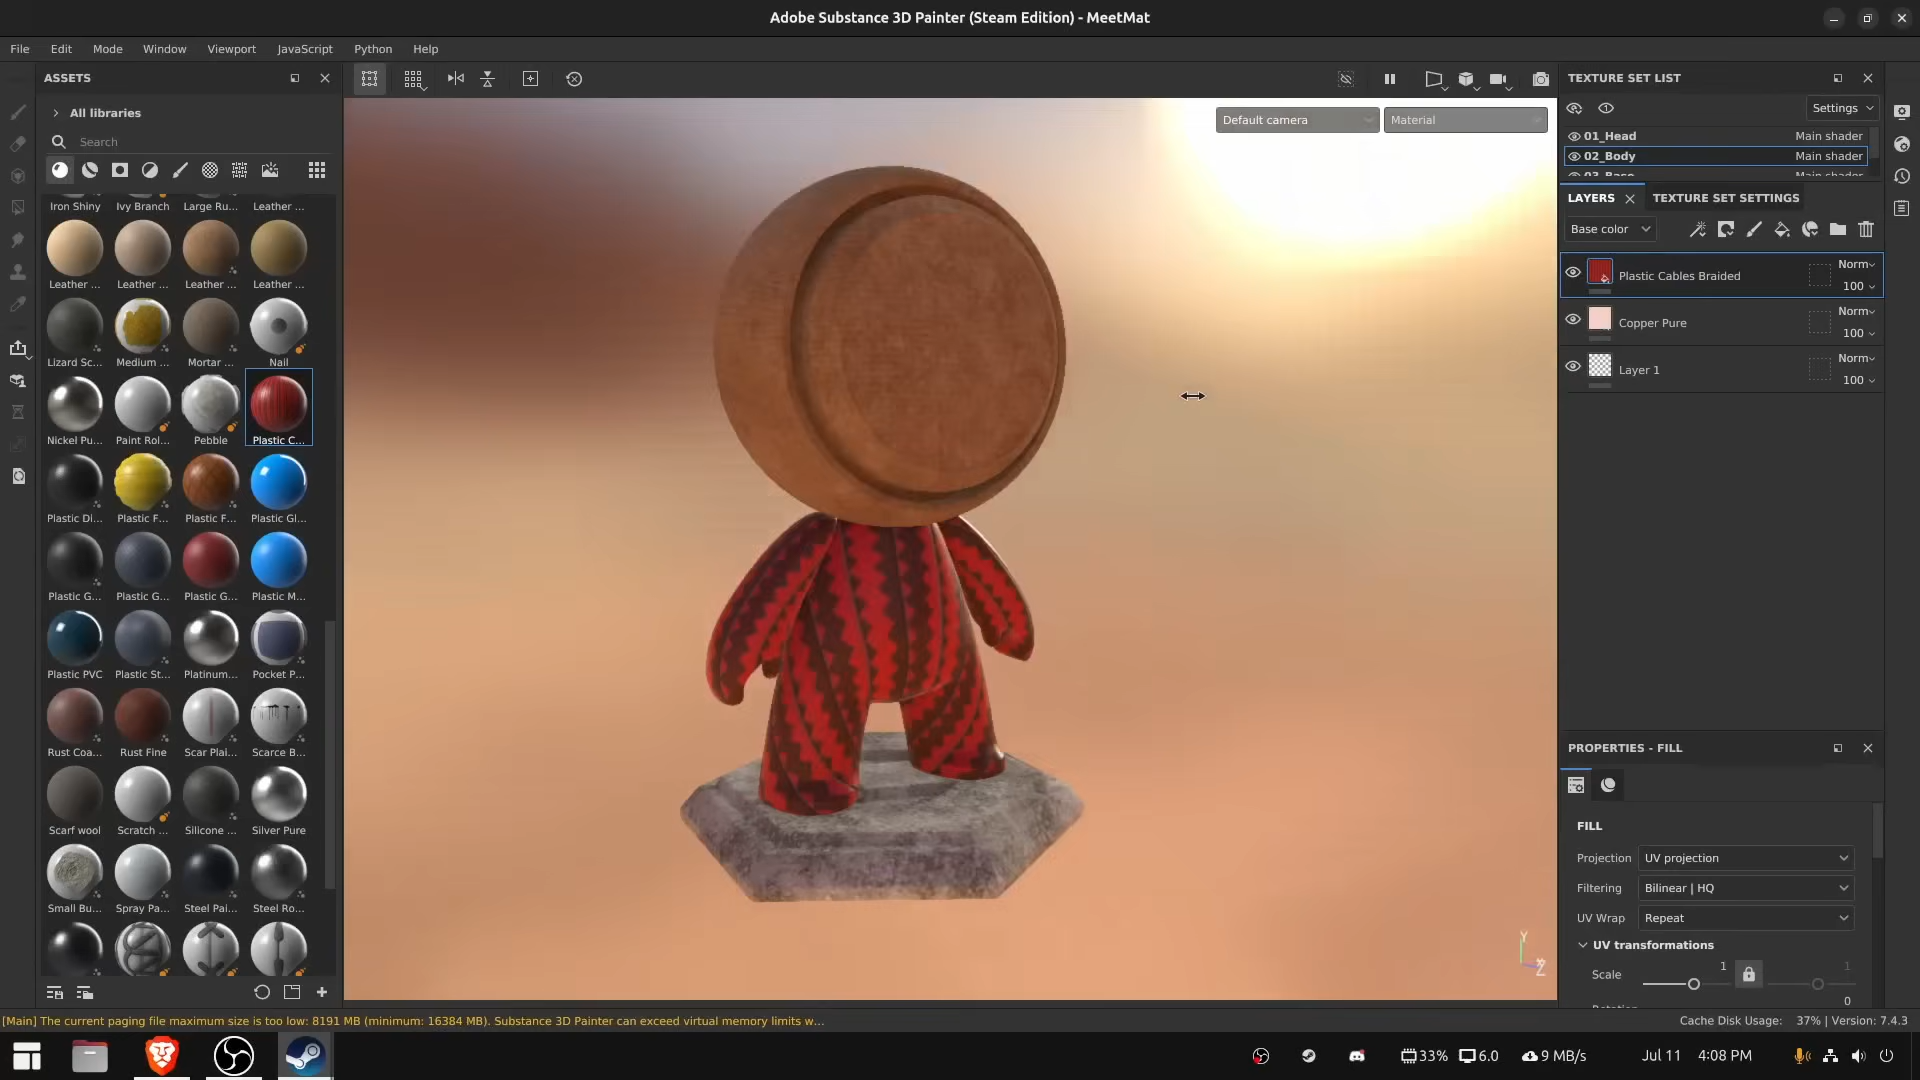 Adobe Substance 3D Painter (Steam Edition) - MeetMat
File Edit Mode Window Viewport JavaScript Python Help
ASSETS
All libraries
Search
Iron Shiny Ivy Branch Large Ru... Leather ...
Leather ... Leather ... Leather ... Leather ...
Lizard Sc... Medium ... Mortar ... Nail
Nickel Pu... Paint Rol... Pebble Plastic C...
Plastic Di... Plastic F... Plastic F... Plastic Gl...
Plastic G... Plastic G... Plastic G... Plastic M...
Plastic PVC Plastic St... Platinum... Pocket P...
Rust Coa... Rust Fine Scar Plai... Scarce B...
Scarf wool Scratch ... Silicone ... Silver Pure
Small Bu... Spray Pa... Steel Pai... Steel Ro...
Default camera
Material
Y
Z
TEXTURE SET LIST
Settings
01_Head Main shader
02_Body Main shader
03_Base Main shader
LAYERS TEXTURE SET SETTINGS
Base color
Plastic Cables Braided Norm 100
Copper Pure Norm 100
Layer 1 Norm 100
PROPERTIES - FILL
FILL
Projection UV projection
Filtering Bilinear | HQ
UV Wrap Repeat
UV transformations
Scale 1 1
Rotation 0
[Main] The current paging file maximum size is too low: 8191 MB (minimum: 16384 MB). Substance 3D Painter can exceed virtual memory limits w...
Cache Disk Usage: 37% | Version: 7.4.3
33% 6.0 9 MB/s Jul 11 4:08 PM